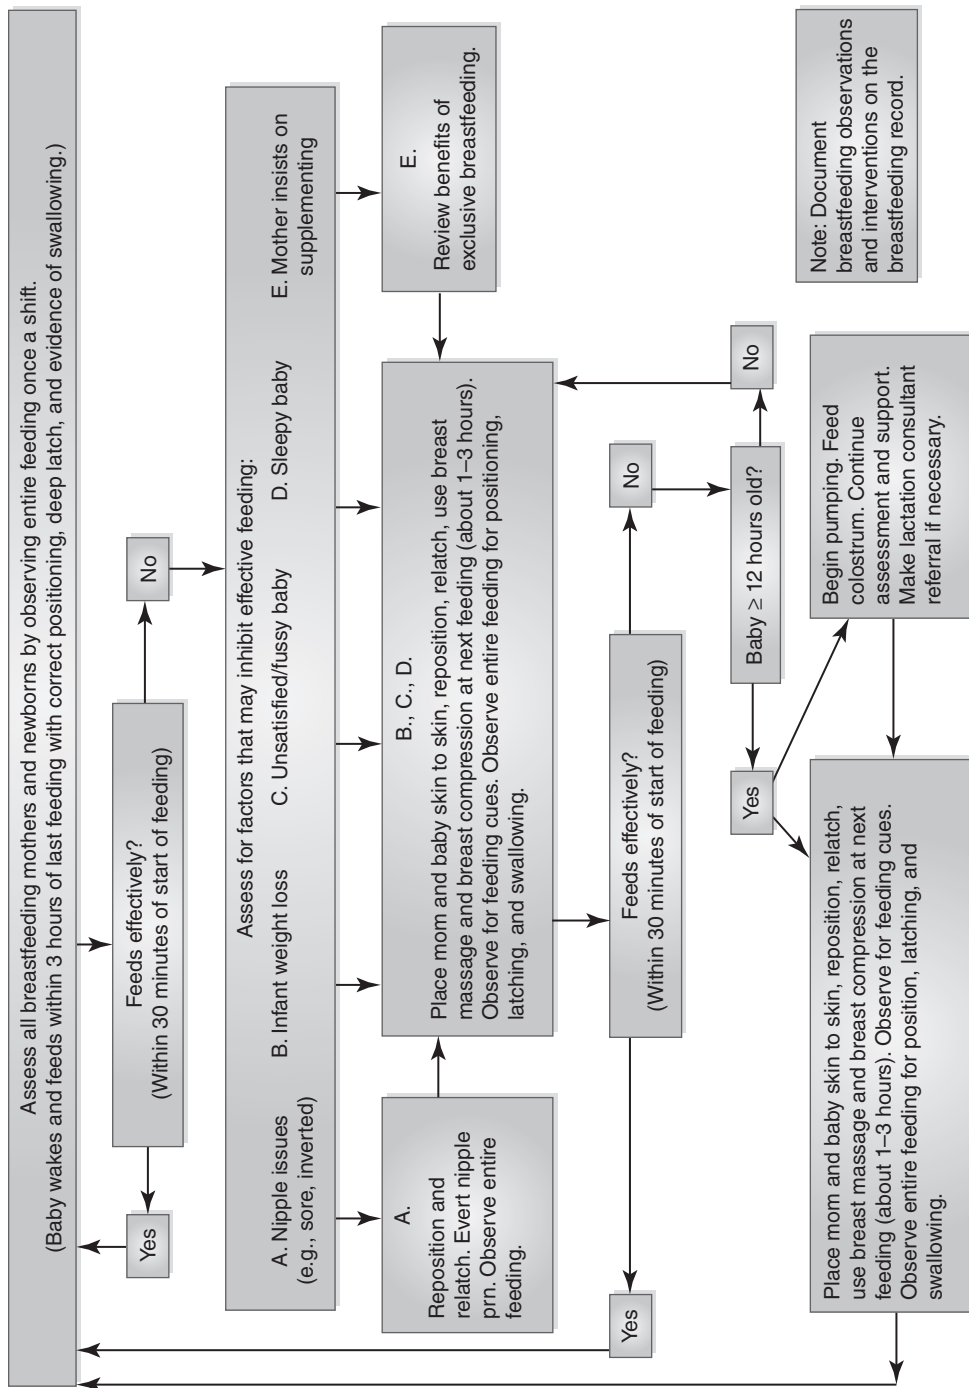 Assess all breastfeeding mothers and newborns by observing entire feeding once a shift.
(Baby wakes and feeds within 3 hours of last feeding with correct positioning, deep latch, and evidence of swallowing.)
Feeds effectively?
(Within 30 minutes of start of feeding)
Yes
No
Assess for factors that may inhibit effective feeding:
A. Nipple issues
(e.g., sore, inverted)
B. Infant weight loss
C. Unsatisfied/fussy baby
D. Sleepy baby
E. Mother insists on
supplementing
A.
Reposition and
relatch. Evert nipple
prn. Observe entire
feeding.
B., C., D.
Place mom and baby skin to skin, reposition, relatch, use breast
massage and breast compression at next feeding (about 1–3 hours).
Observe for feeding cues. Observe entire feeding for positioning,
latching, and swallowing.
E.
Review benefits of
exclusive breastfeeding.
Feeds effectively?
(Within 30 minutes of start of feeding)
Yes
No
Baby ≥ 12 hours old?
Yes
No
Place mom and baby skin to skin, reposition, relatch,
use breast massage and breast compression at next
feeding (about 1–3 hours). Observe for feeding cues.
Observe entire feeding for position, latching, and
swallowing.
Begin pumping. Feed
colostrum. Continue
assessment and support.
Make lactation consultant
referral if necessary.
Note: Document
breastfeeding observations
and interventions on the
breastfeeding record.